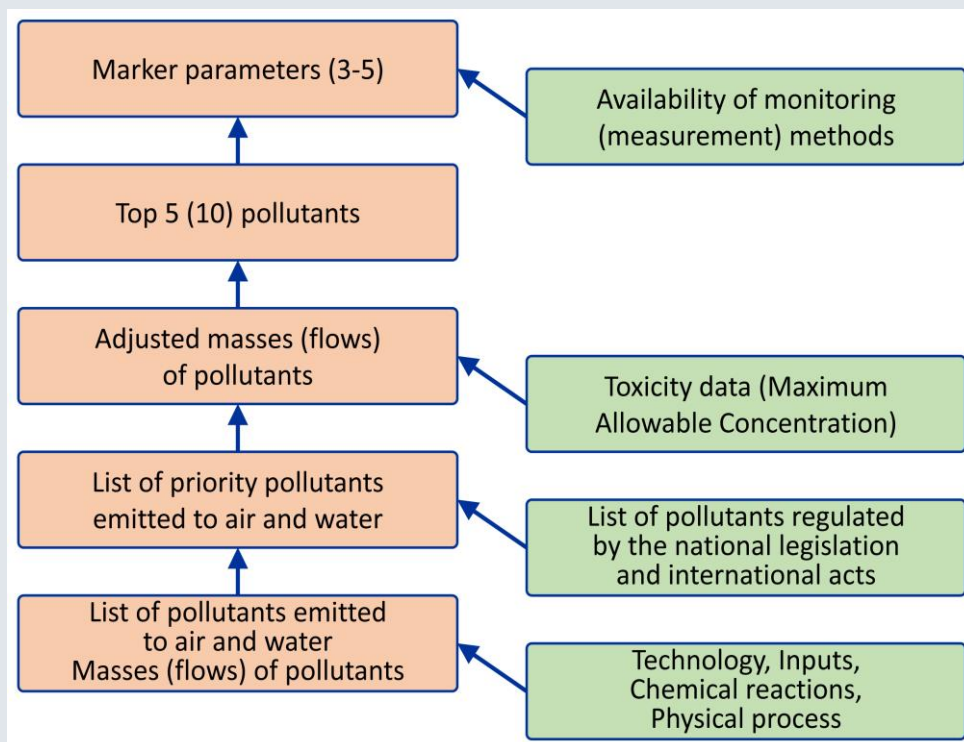 Marker parameters (3-5)
Availability of monitoring
(measurement) methods
Top 5 (10) pollutants
Adjusted masses (flows)
of pollutants
Toxicity data (Maximum
Allowable Concentration)
List of priority pollutants
emitted to air and water
List of pollutants regulated
by the national legislation
and international acts
List of pollutants emitted
to air and water
Masses (flows) of pollutants
Technology, Inputs,
Chemical reactions,
Physical process